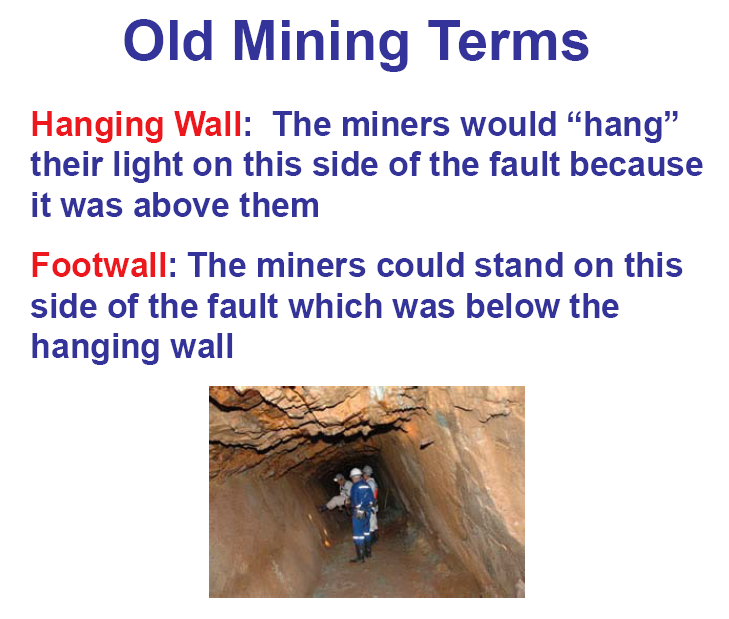 Old Mining Terms
Hanging Wall:  The miners would “hang”
their light on this side of the fault because
it was above them
Footwall: The miners could stand on this
side of the fault which was below the
hanging wall